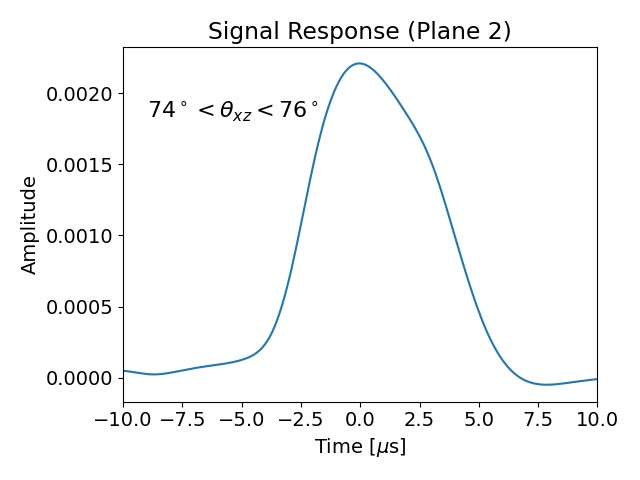 Signal Response (Plane 2)
74° < θxz < 76°
Amplitude
0.0020
0.0015
0.0010
0.0005
0.0000
−10.0 −7.5 −5.0 −2.5 0.0 2.5 5.0 7.5 10.0
Time [μs]